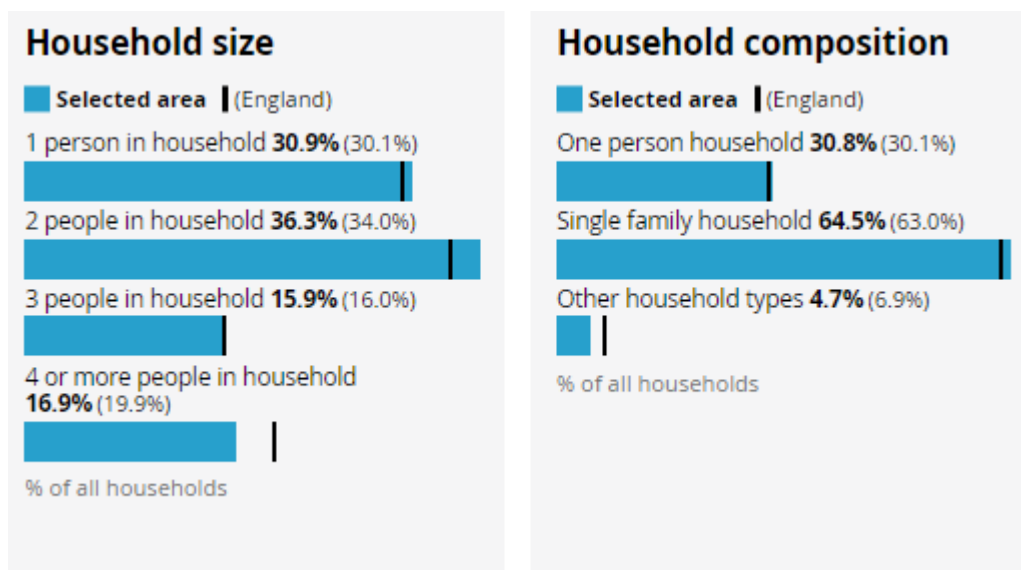 Household size
Selected area (England)
1 person in household 30.9% (30.1%)
2 people in household 36.3% (34.0%)
3 people in household 15.9% (16.0%)
4 or more people in household
16.9% (19.9%)
% of all households
Household composition
Selected area (England)
One person household 30.8% (30.1%)
Single family household 64.5% (63.0%)
Other household types 4.7% (6.9%)
% of all households